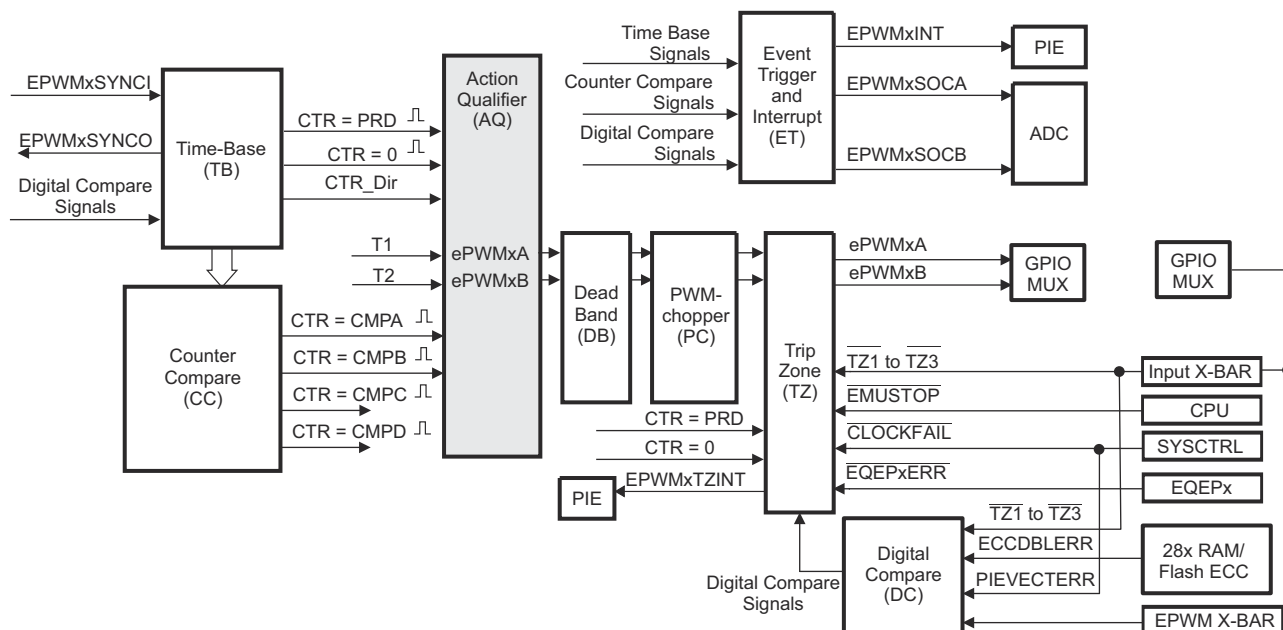 EPWMxSYNCI
EPWMxSYNCO
Digital Compare
Signals
Time-Base
(TB)
CTR = PRD
CTR = 0
CTR_Dir
Action
Qualifier
(AQ)
T1
T2
ePWMxA
ePWMxB
Counter
Compare
(CC)
CTR = CMPA
CTR = CMPB
CTR = CMPC
CTR = CMPD
Time Base
Signals
Counter Compare
Signals
Digital Compare
Signals
Event
Trigger
and
Interrupt
(ET)
EPWMxINT
EPWMxSOCA
EPWMxSOCB
PIE
ADC
Dead
Band
(DB)
PWM-
chopper
(PC)
Trip
Zone
(TZ)
ePWMxA
ePWMxB
GPIO
MUX
GPIO
MUX
TZ1 to TZ3
EMUSTOP
CLOCKFAIL
EQEPxERR
Input X-BAR
CPU
SYSCTRL
EQEPx
CTR = PRD
CTR = 0
EPWMxTZINT
PIE
Digital Compare
Signals
Digital
Compare
(DC)
TZ1 to TZ3
ECCDBLERR
PIEVECTERR
28x RAM/
Flash ECC
EPWM X-BAR